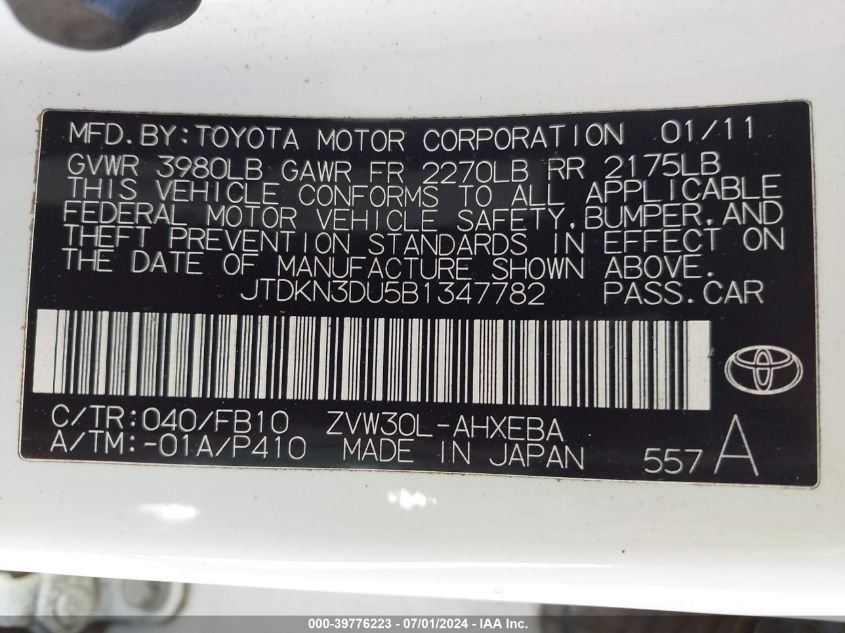 MFD.BY:TOYOTA MOTOR CORPORATION 01/11
GVWR 3980LB GAWR FR 2270LB RR 2175LB
THIS VEHICLE CONFORMS TO ALL APPLICABLE
FEDERAL MOTOR VEHICLE SAFETY,BUMPER,AND
THEFT PREVENTION STANDARDS IN EFFECT ON
THE DATE OF MANUFACTURE SHOWN ABOVE.
JTDKN3DU5B1347782 PASS.CAR
C/TR:040/FB10 ZVW30L-AHXEBA
A/TM:-01A/P410 MADE IN JAPAN 557 A
000-39776223 - 07/01/2024 - IAA Inc.